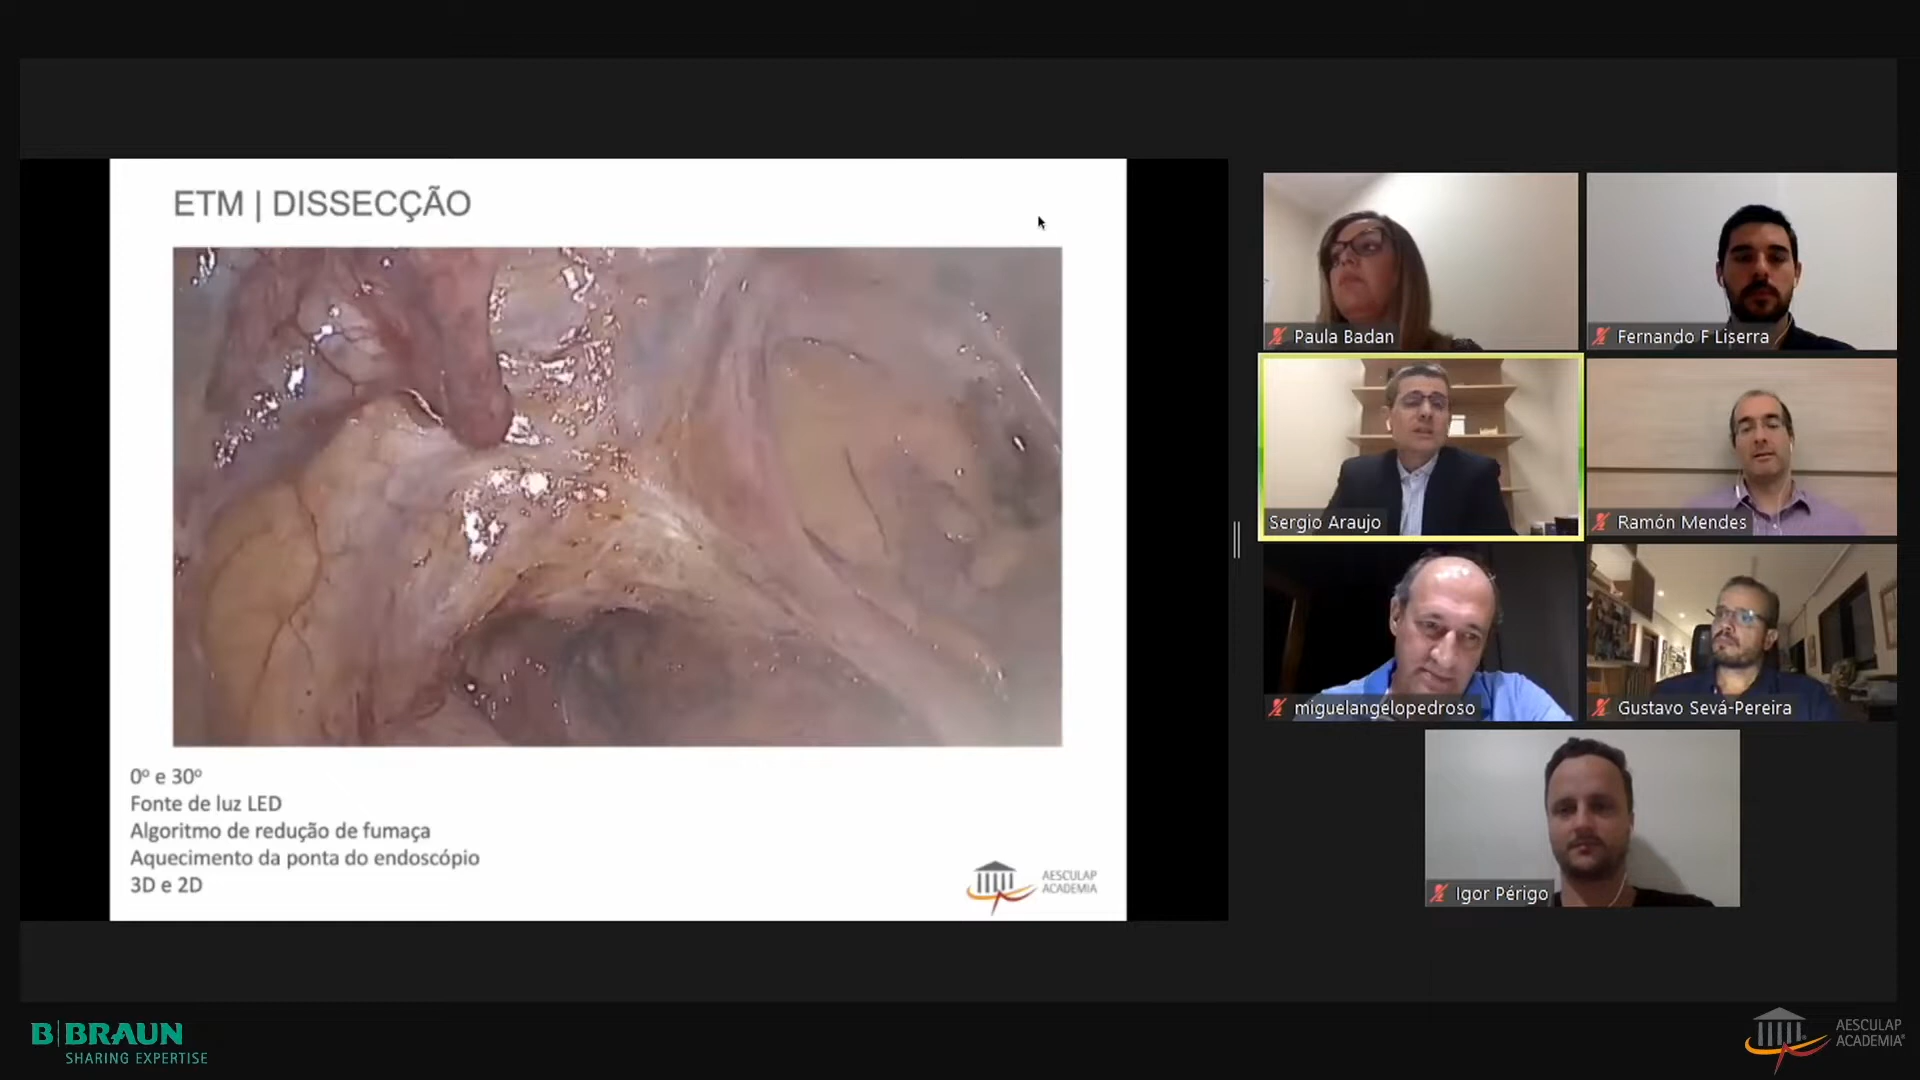 ETM | DISSECÇÃO
0º e 30º
Fonte de luz LED
Algoritmo de redução de fumaça
Aquecimento da ponta do endoscópio
3D e 2D
AESCULAP
ACADEMIA
Paula Badan
Fernando F Liserra
Sergio Araujo
Ramón Mendes
miguelangelopedroso
Gustavo Sevá-Pereira
Igor Périgo
B|BRAUN
SHARING EXPERTISE
AESCULAP
ACADEMIA®